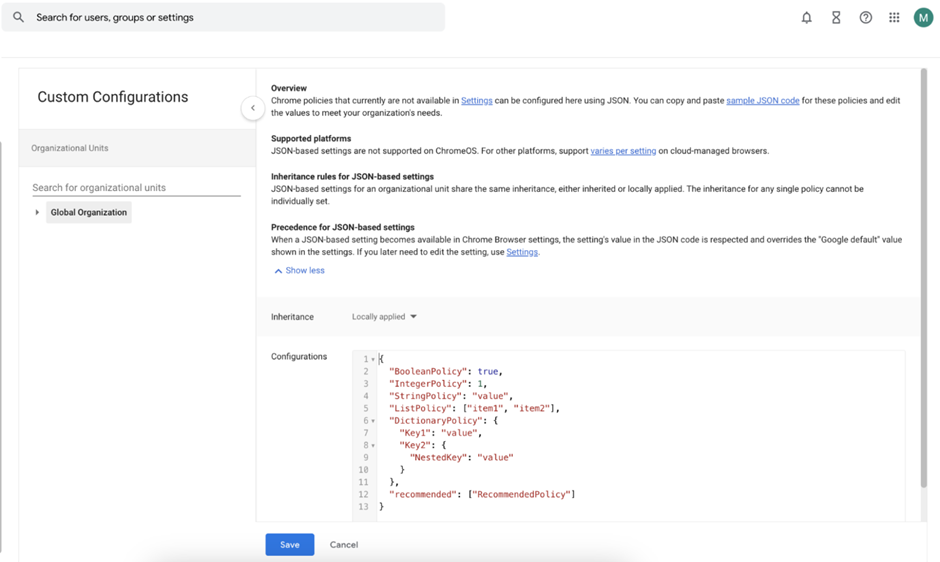 Search for users, groups or settings
M
Custom Configurations
Organizational Units
Search for organizational units
Global Organization
Overview
Chrome policies that currently are not available in Settings can be configured here using JSON. You can copy and paste sample JSON code for these policies and edit
the values to meet your organization's needs.
Supported platforms
JSON-based settings are not supported on ChromeOS. For other platforms, support varies per setting on cloud-managed browsers.
Inheritance rules for JSON-based settings
JSON-based settings for an organizational unit share the same inheritance, either inherited or locally applied. The inheritance for any single policy cannot be
individually set.
Precedence for JSON-based settings
When a JSON-based setting becomes available in Chrome Browser settings, the setting's value in the JSON code is respected and overrides the "Google default" value
shown in the settings. If you later need to edit the setting, use Settings.
Show less
Inheritance Locally applied
Configurations
1 {
2 "BooleanPolicy": true,
3 "IntegerPolicy": 1,
4 "StringPolicy": "value",
5 "ListPolicy": ["item1", "item2"],
6 "DictionaryPolicy": {
7 "Key1": "value",
8 "Key2": {
9 "NestedKey": "value"
10 }
11 },
12 "recommended": ["RecommendedPolicy"]
13 }
Save Cancel